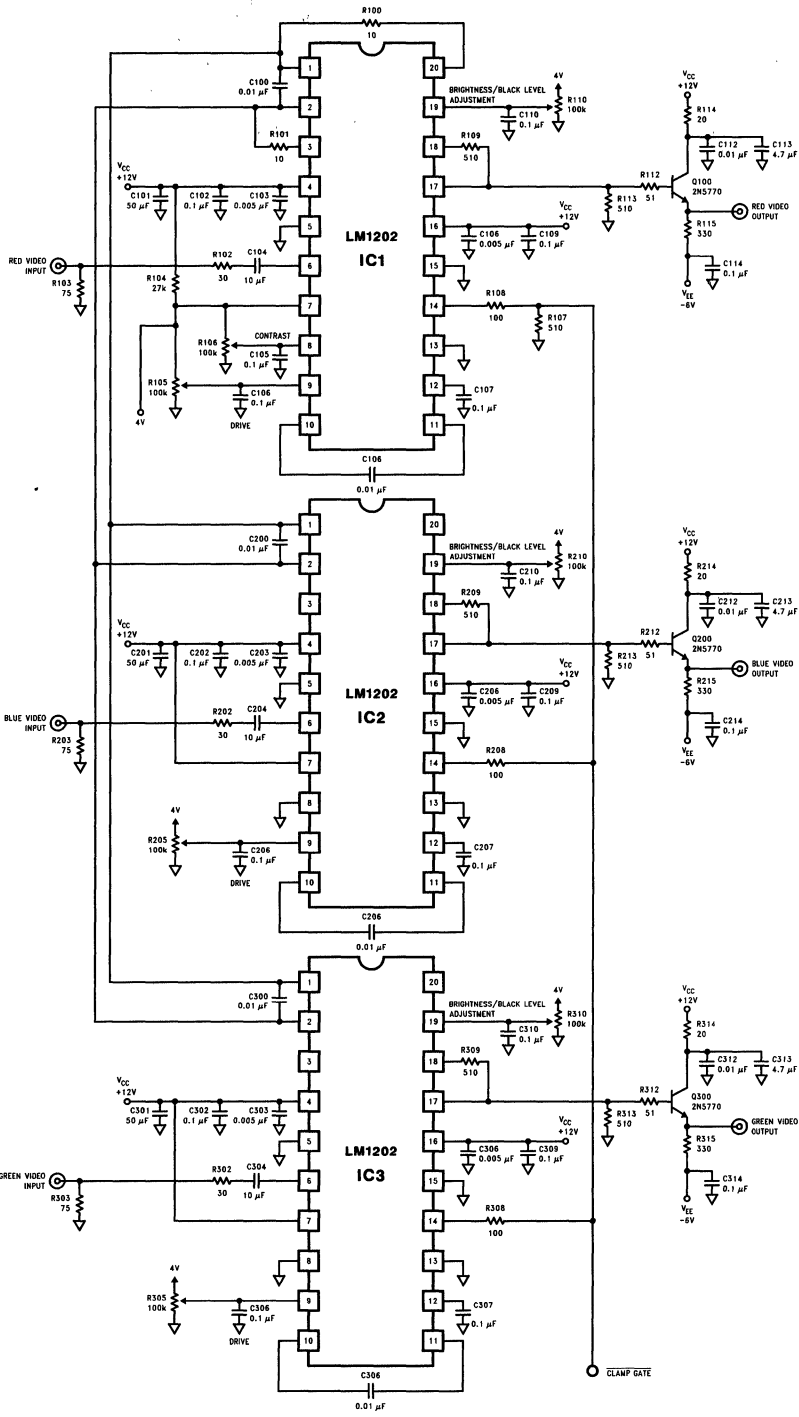 R100
10
1
20
C100
0.01 µF
2
19
BRIGHTNESS/BLACK LEVEL
ADJUSTMENT
4V
R110
100k
C110
0.1 µF
R101
10
3
18
R109
510
VCC
+12V
R114
20
C112
0.01 µF
C113
4.7 µF
VCC
+12V
C101
50 µF
C102
0.1 µF
C103
0.005 µF
4
17
R113
510
R112
51
Q100
2N5770
RED VIDEO
OUTPUT
R115
330
C114
0.1 µF
VEE
-6V
5
16
C106
0.005 µF
C109
0.1 µF
VCC
+12V
LM1202
IC1
RED VIDEO
INPUT
R103
75
R102
30
C104
10 µF
6
15
R104
27k
7
14
R108
100
R107
510
R106
100k
CONTRAST
C105
0.1 µF
8
13
R105
100k
4V
C106
0.1 µF
DRIVE
9
12
C107
0.1 µF
10
11
C106
0.01 µF
1
20
C200
0.01 µF
2
19
BRIGHTNESS/BLACK LEVEL
ADJUSTMENT
4V
R210
100k
C210
0.1 µF
3
18
R209
510
VCC
+12V
R214
20
C212
0.01 µF
C213
4.7 µF
VCC
+12V
C201
50 µF
C202
0.1 µF
C203
0.005 µF
4
17
R213
510
R212
51
Q200
2N5770
BLUE VIDEO
OUTPUT
R215
330
C214
0.1 µF
VEE
-6V
5
16
C206
0.005 µF
C209
0.1 µF
VCC
+12V
LM1202
IC2
BLUE VIDEO
INPUT
R203
75
R202
30
C204
10 µF
6
15
7
14
R208
100
8
13
4V
R205
100k
C206
0.1 µF
DRIVE
9
12
C207
0.1 µF
10
11
C206
0.01 µF
1
20
C300
0.01 µF
2
19
BRIGHTNESS/BLACK LEVEL
ADJUSTMENT
4V
R310
100k
C310
0.1 µF
3
18
R309
510
VCC
+12V
R314
20
C312
0.01 µF
C313
4.7 µF
VCC
+12V
C301
50 µF
C302
0.1 µF
C303
0.005 µF
4
17
R313
510
R312
51
Q300
2N5770
GREEN VIDEO
OUTPUT
R315
330
C314
0.1 µF
VEE
-6V
5
16
C306
0.005 µF
C309
0.1 µF
VCC
+12V
LM1202
IC3
GREEN VIDEO
INPUT
R303
75
R302
30
C304
10 µF
6
15
7
14
R308
100
8
13
4V
R305
100k
C306
0.1 µF
DRIVE
9
12
C307
0.1 µF
10
11
C306
0.01 µF
CLAMP GATE